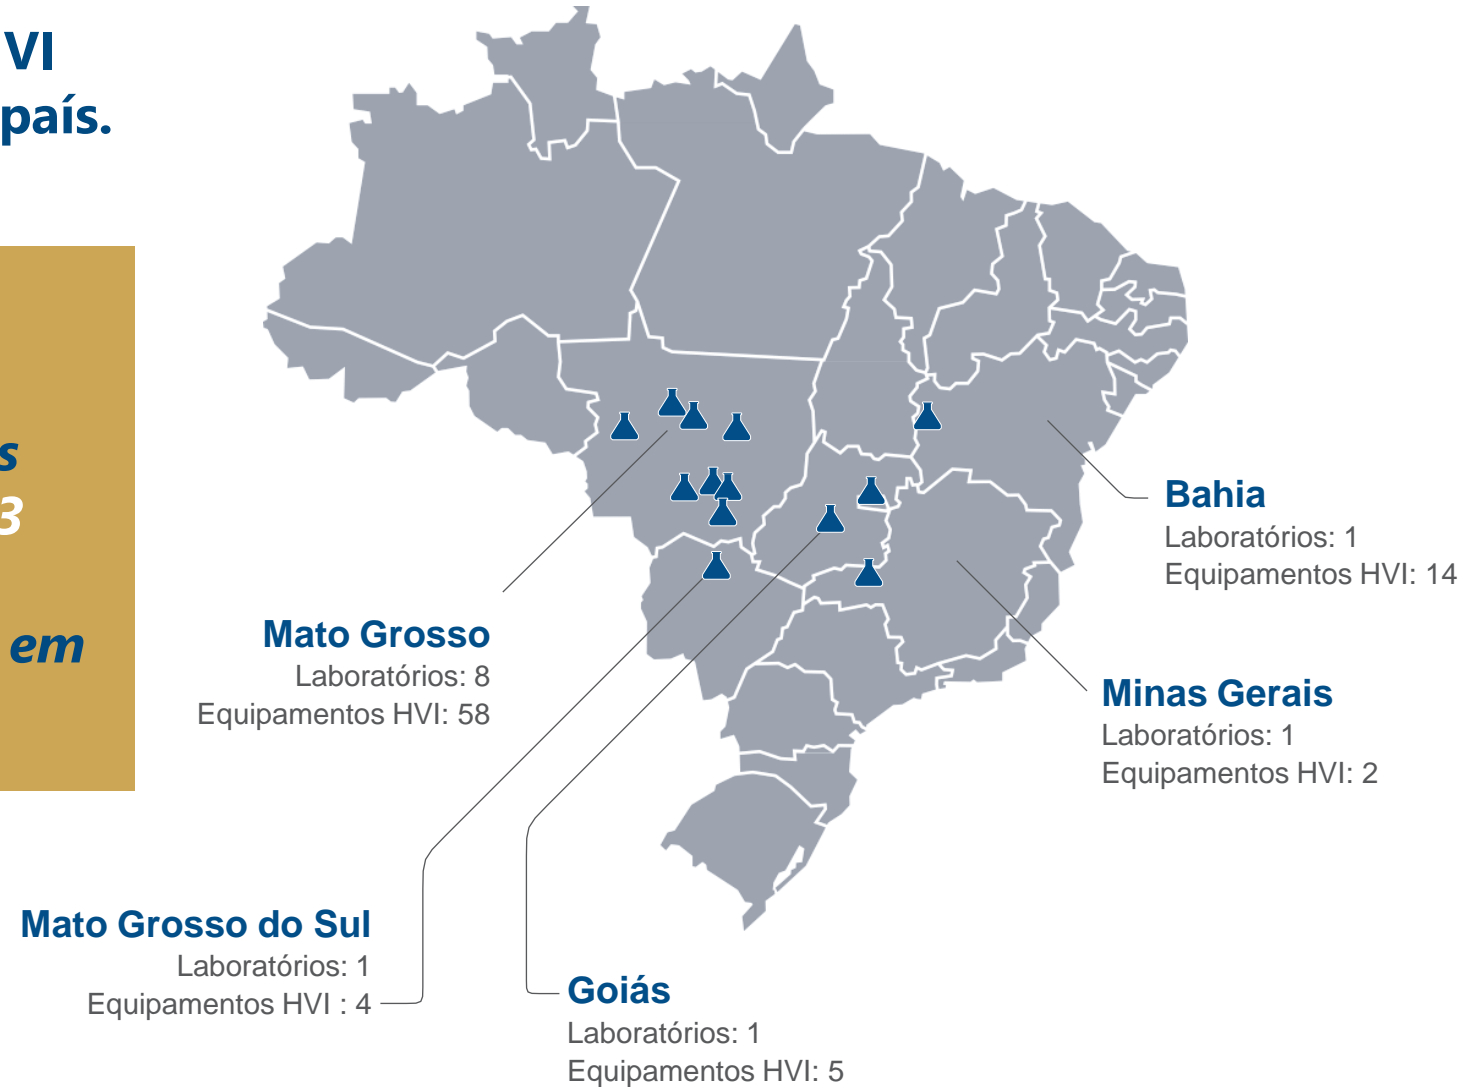 VI
país.
s
3
em
Bahia
Laboratórios: 1
Equipamentos HVI: 14
Mato Grosso
Laboratórios: 8
Equipamentos HVI: 58
Minas Gerais
Laboratórios: 1
Equipamentos HVI: 2
Mato Grosso do Sul
Laboratórios: 1
Equipamentos HVI : 4
Goiás
Laboratórios: 1
Equipamentos HVI: 5